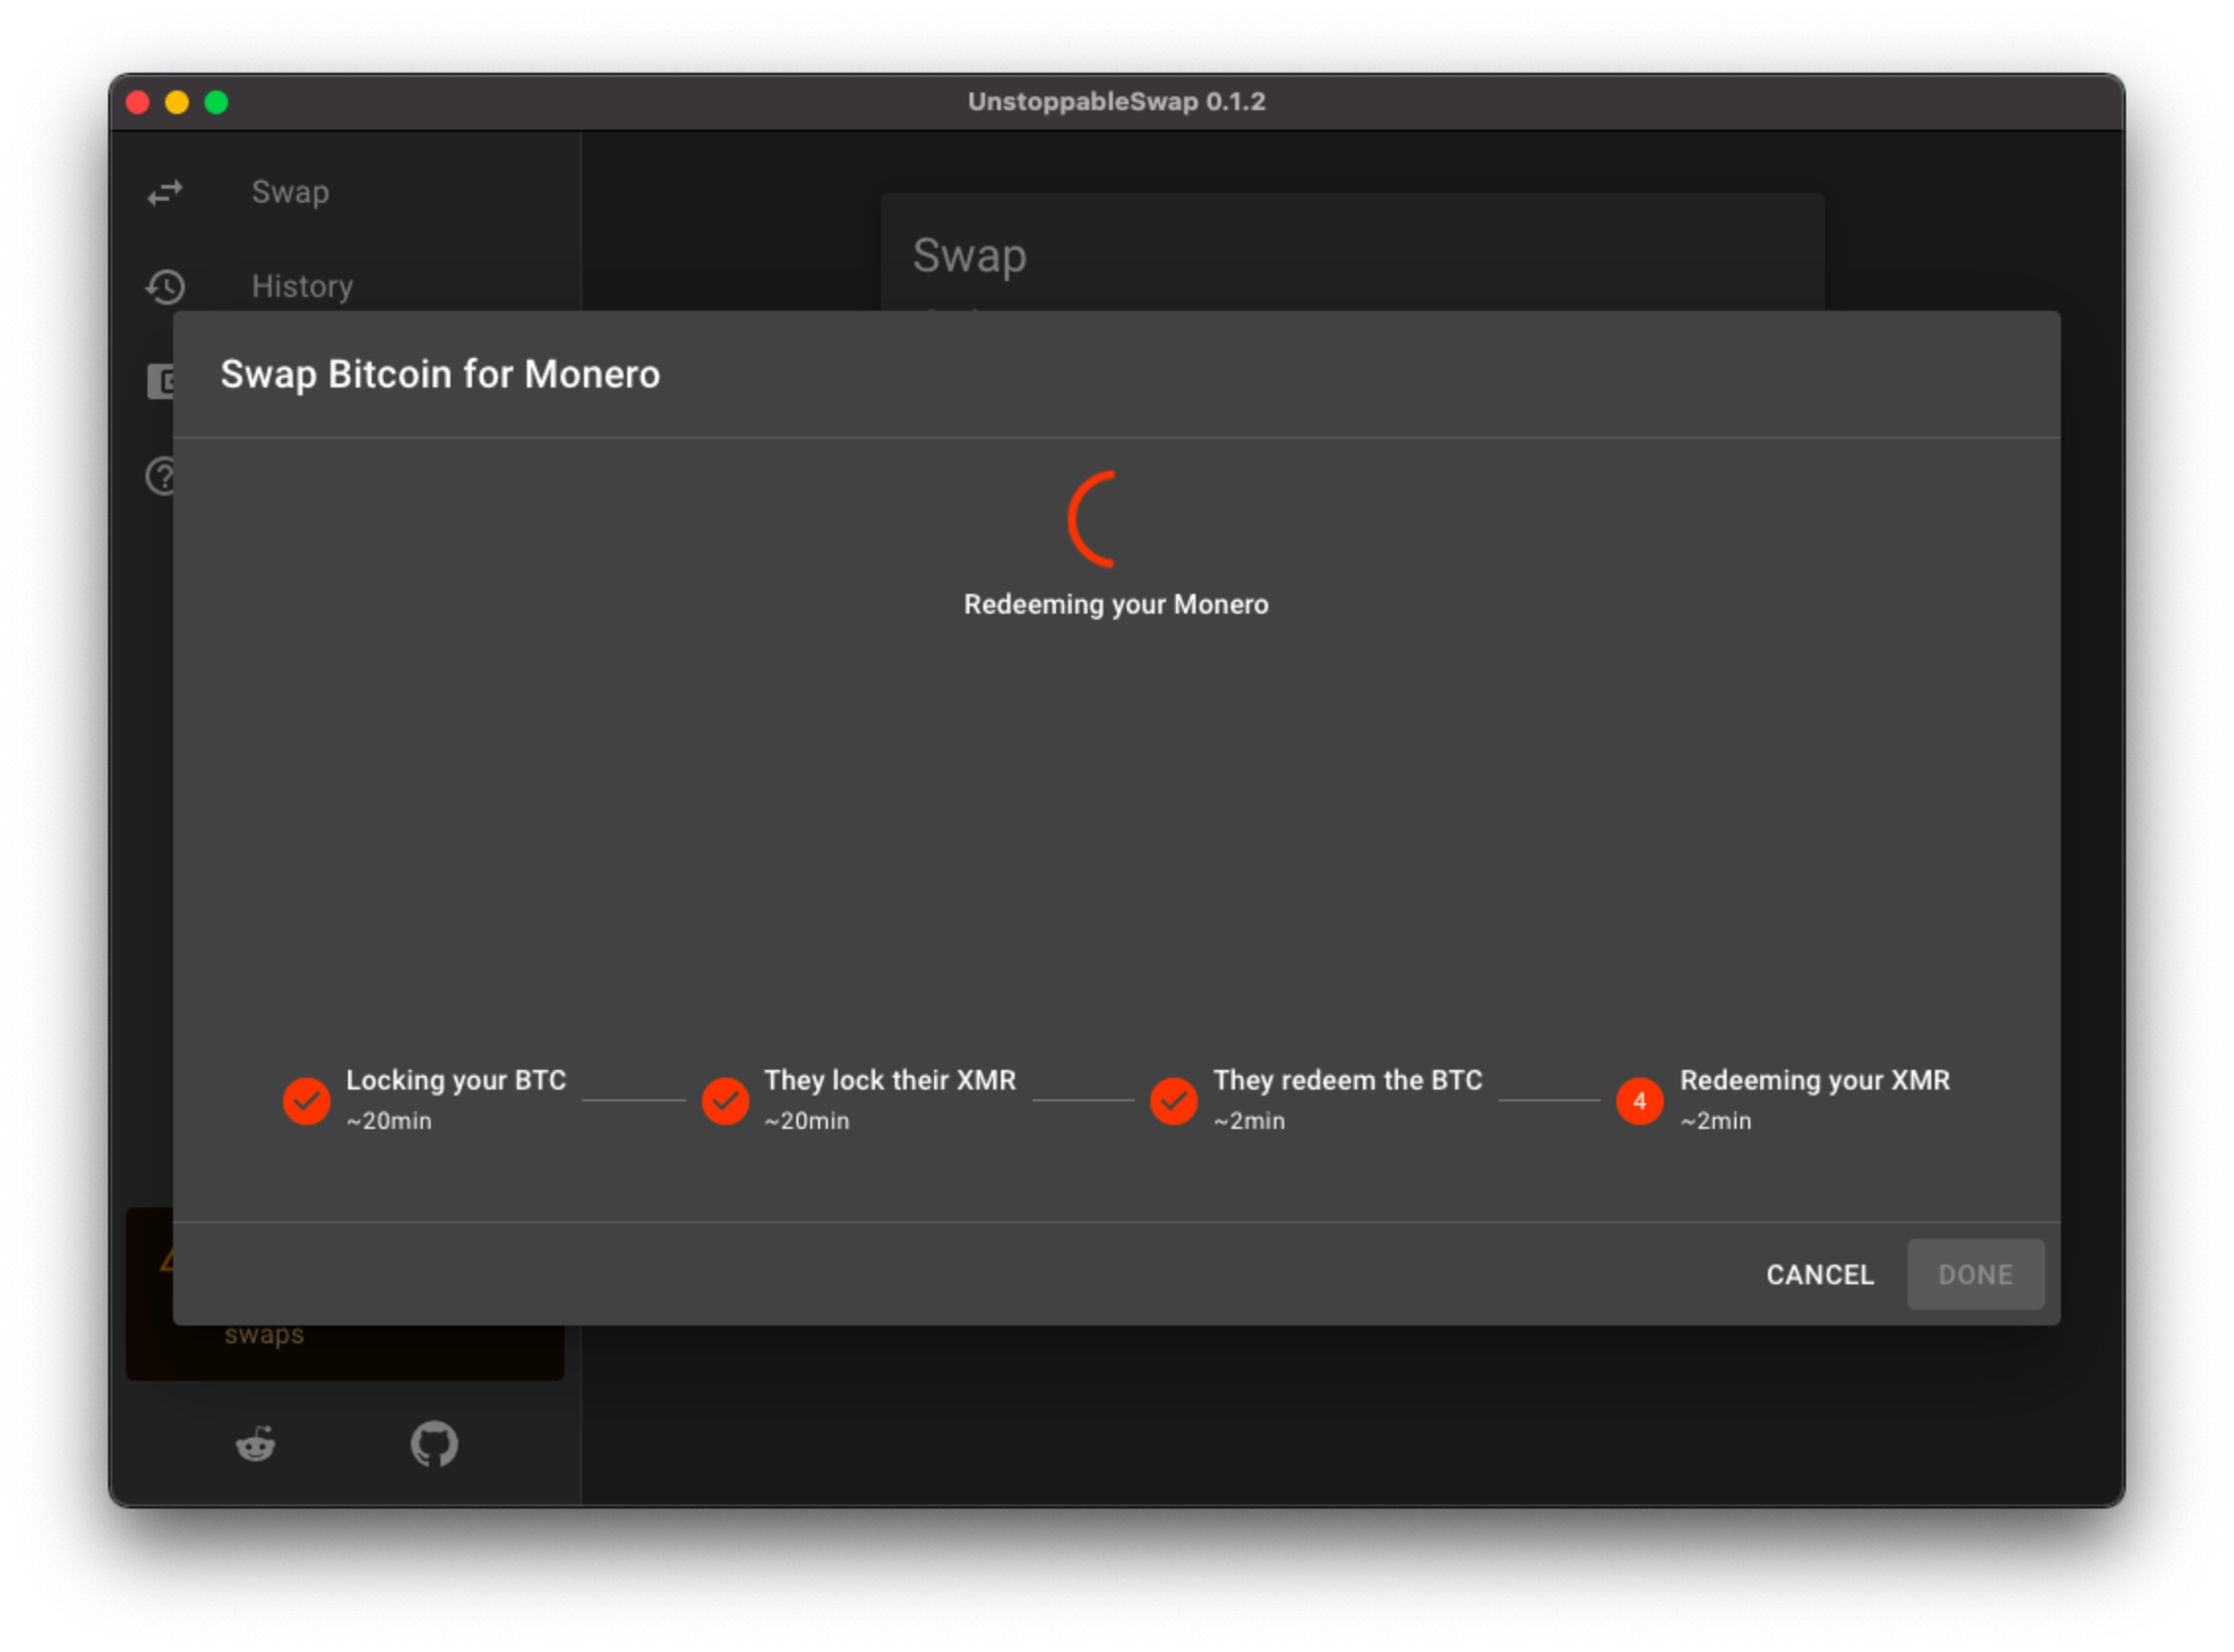 UnstoppableSwap 0.1.2
Swap
History
Swap
Swap Bitcoin for Monero
Redeeming your Monero
Locking your BTC
~20min
They lock their XMR
~20min
They redeem the BTC
~2min
4
Redeeming your XMR
~2min
CANCEL
DONE
swaps